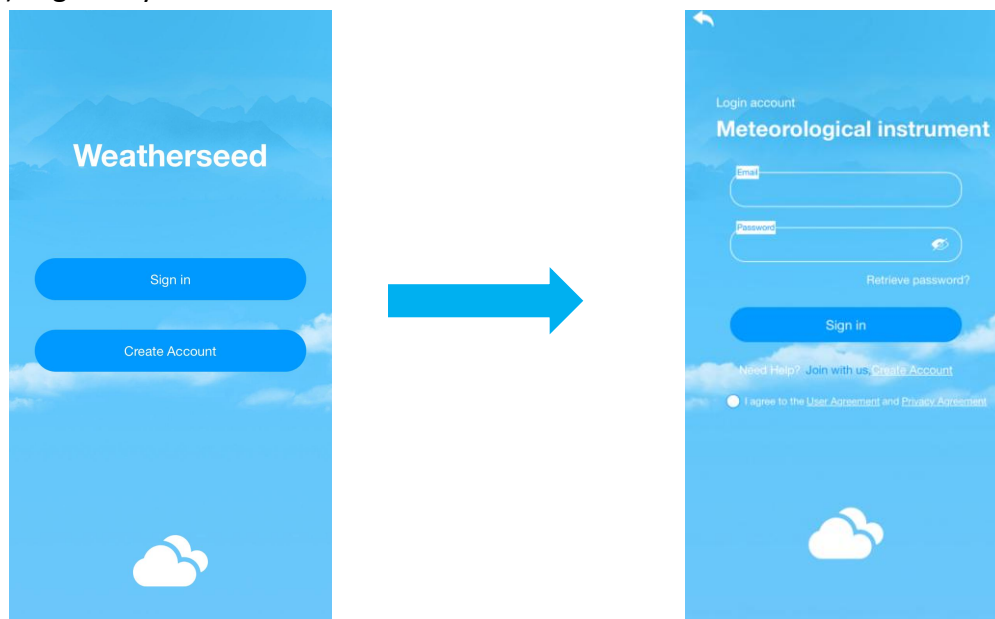 Weatherseed
Sign in
Create Account
Login account
Meteorological instrument
Email
Password
Retrieve password?
Sign in
Need Help? Join with us,Create Account
I agree to the User Agreement and Privacy Agreement